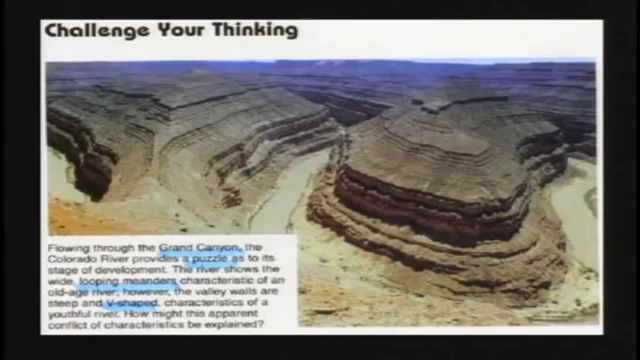 Challenge Your Thinking
Flowing through the Grand Canyon, the
Colorado River provides a puzzle as to its
stage of development. The river shows the
wide, looping meanders characteristic of an
old-age river; however, the valley walls are
steep and V-shaped, characteristics of a
youthful river. How might this apparent
conflict of characteristics be explained?